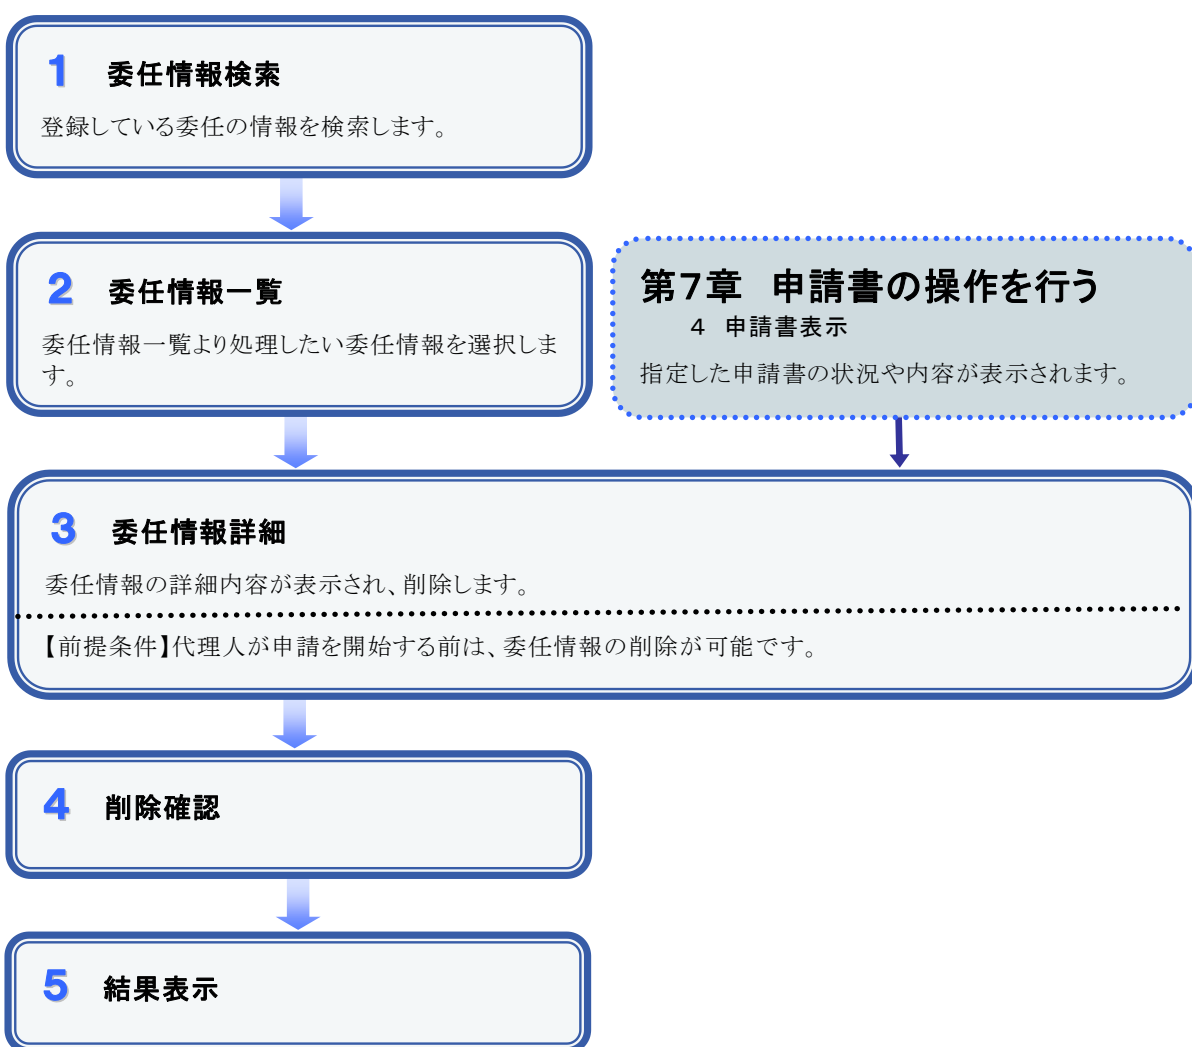 1 委任情報検索
登録している委任の情報を検索します。
2 委任情報一覧
委任情報一覧より処理したい委任情報を選択しま
す。
第7章 申請書の操作を行う
4 申請書表示
指定した申請書の状況や内容が表示されます。
3 委任情報詳細
委任情報の詳細内容が表示され、削除します。
【前提条件】代理人が申請を開始する前は、委任情報の削除が可能です。
4 削除確認
5 結果表示